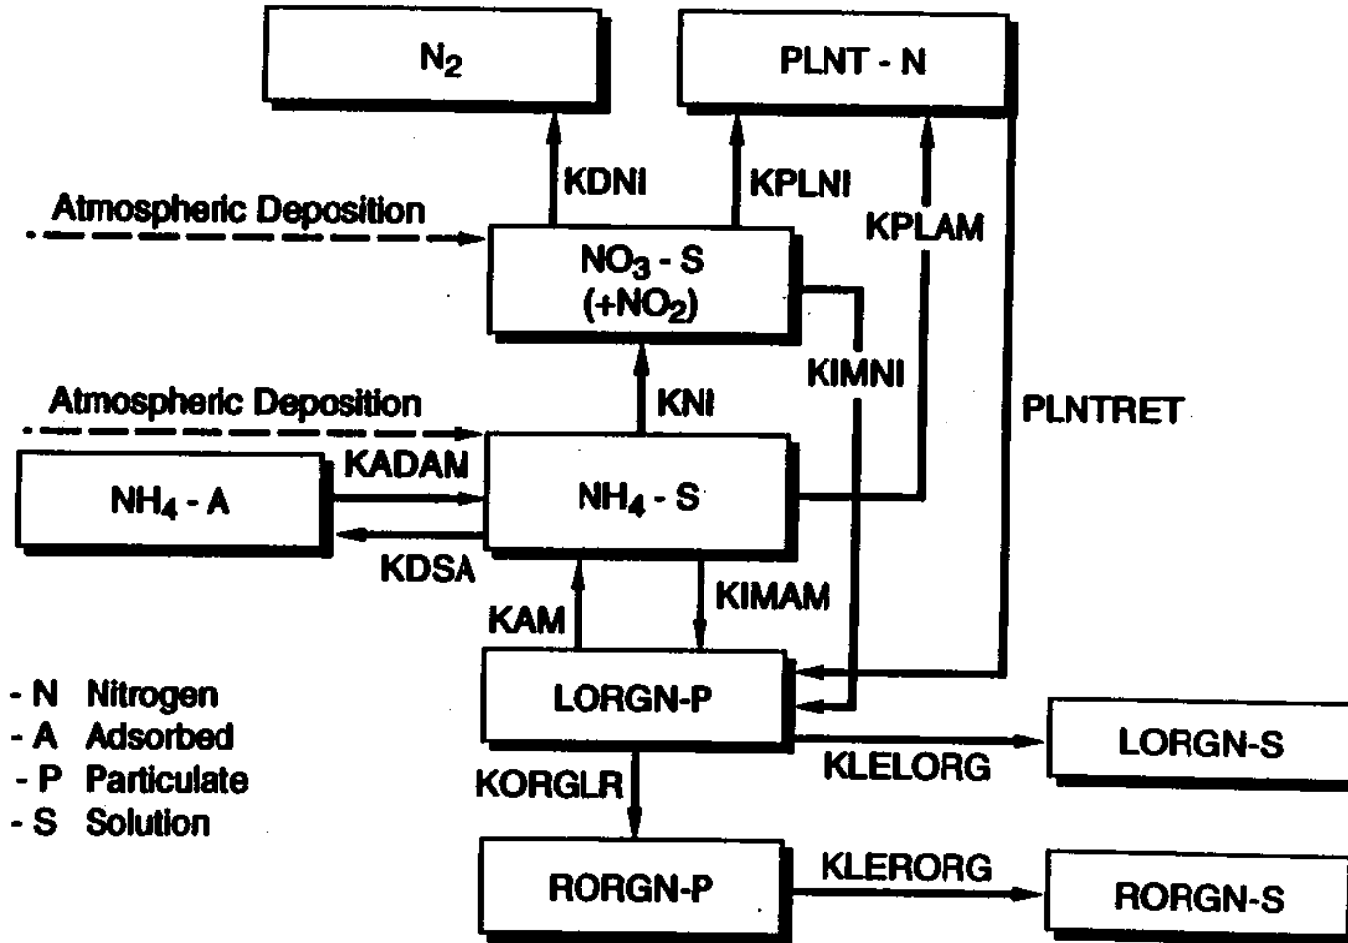 N₂
PLNT - N
KDNI
KPLNI
Atmospheric Deposition
KPLAM
NO₃ - S
(+NO₂)
KIMNI
KNI
Atmospheric Deposition
PLNTRET
KADAM
NH₄ - A
NH₄ - S
KDSA
KIMAM
KAM
- N Nitrogen
LORGN-P
- A Adsorbed
LORGN-S
KLELORG
- P Particulate
KORGLR
- S Solution
KLERORG
RORGN-P
RORGN-S